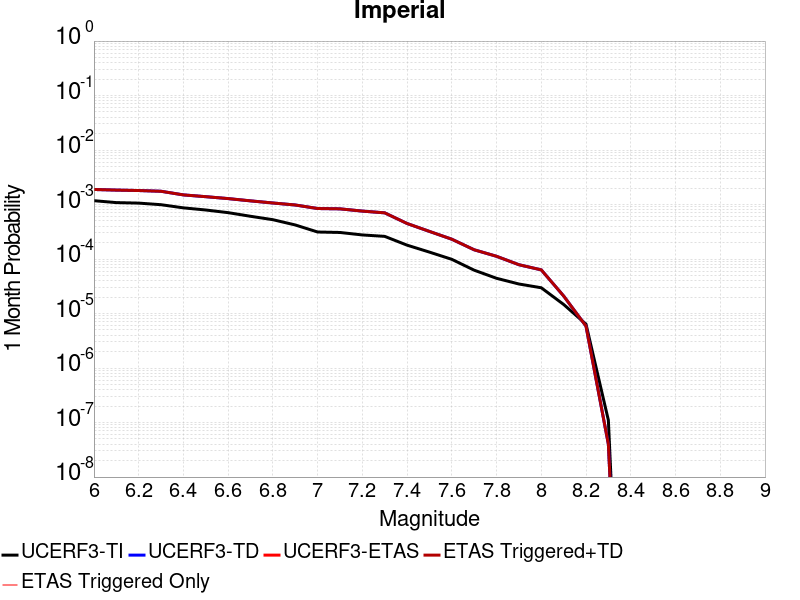 Imperial
10^0
10^-1
10^-2
10^-3
10^-4
10^-5
10^-6
10^-7
10^-8
1 Month Probability
6 6.2 6.4 6.6 6.8 7 7.2 7.4 7.6 7.8 8 8.2 8.4 8.6 8.8 9
Magnitude
UCERF3-TI UCERF3-TD UCERF3-ETAS ETAS Triggered+TD
ETAS Triggered Only